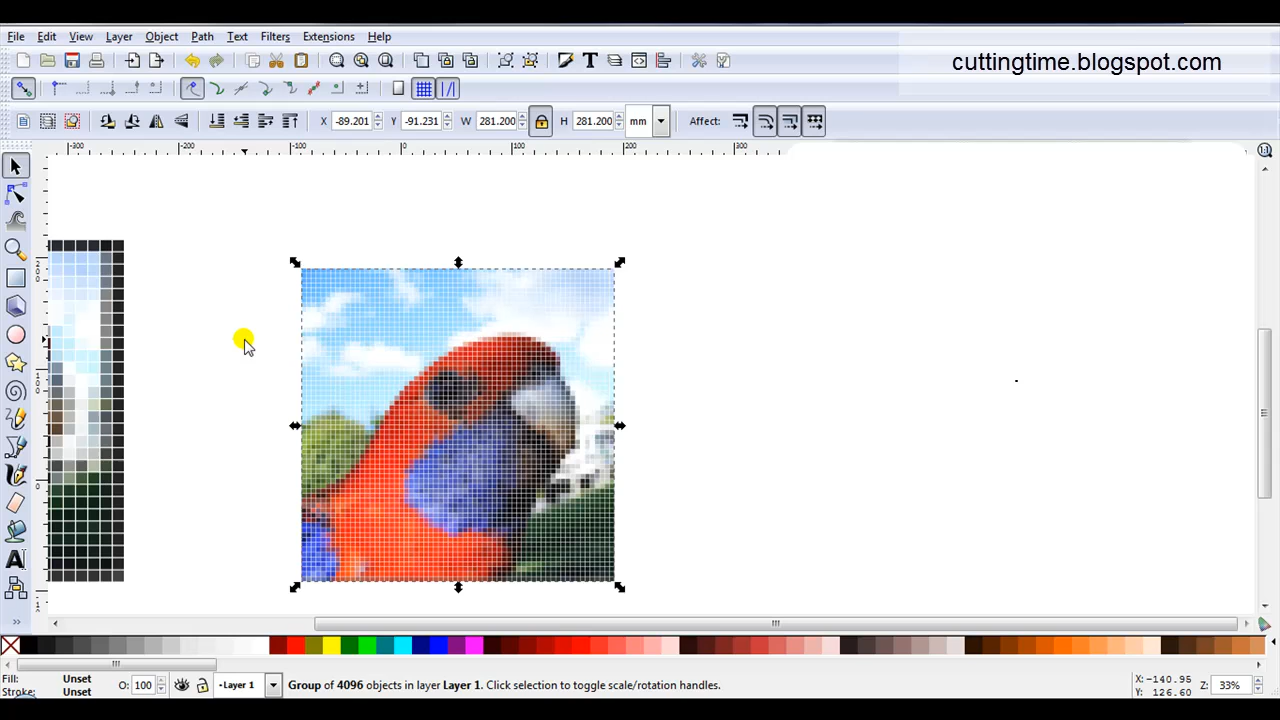 File Edit View Layer Object Path Text Filters Extensions Help
cuttingtime.blogspot.com
X -89.201 Y -91.231 W 281.200 H 281.200 mm Affect:
-300 -200 -100 0 100 200 300
Fill: Unset O: 100 Layer 1 Group of 4096 objects in layer Layer 1. Click selection to toggle scale/rotation handles. X: -140.95 Z: 33%
Stroke: Unset Y: 126.60